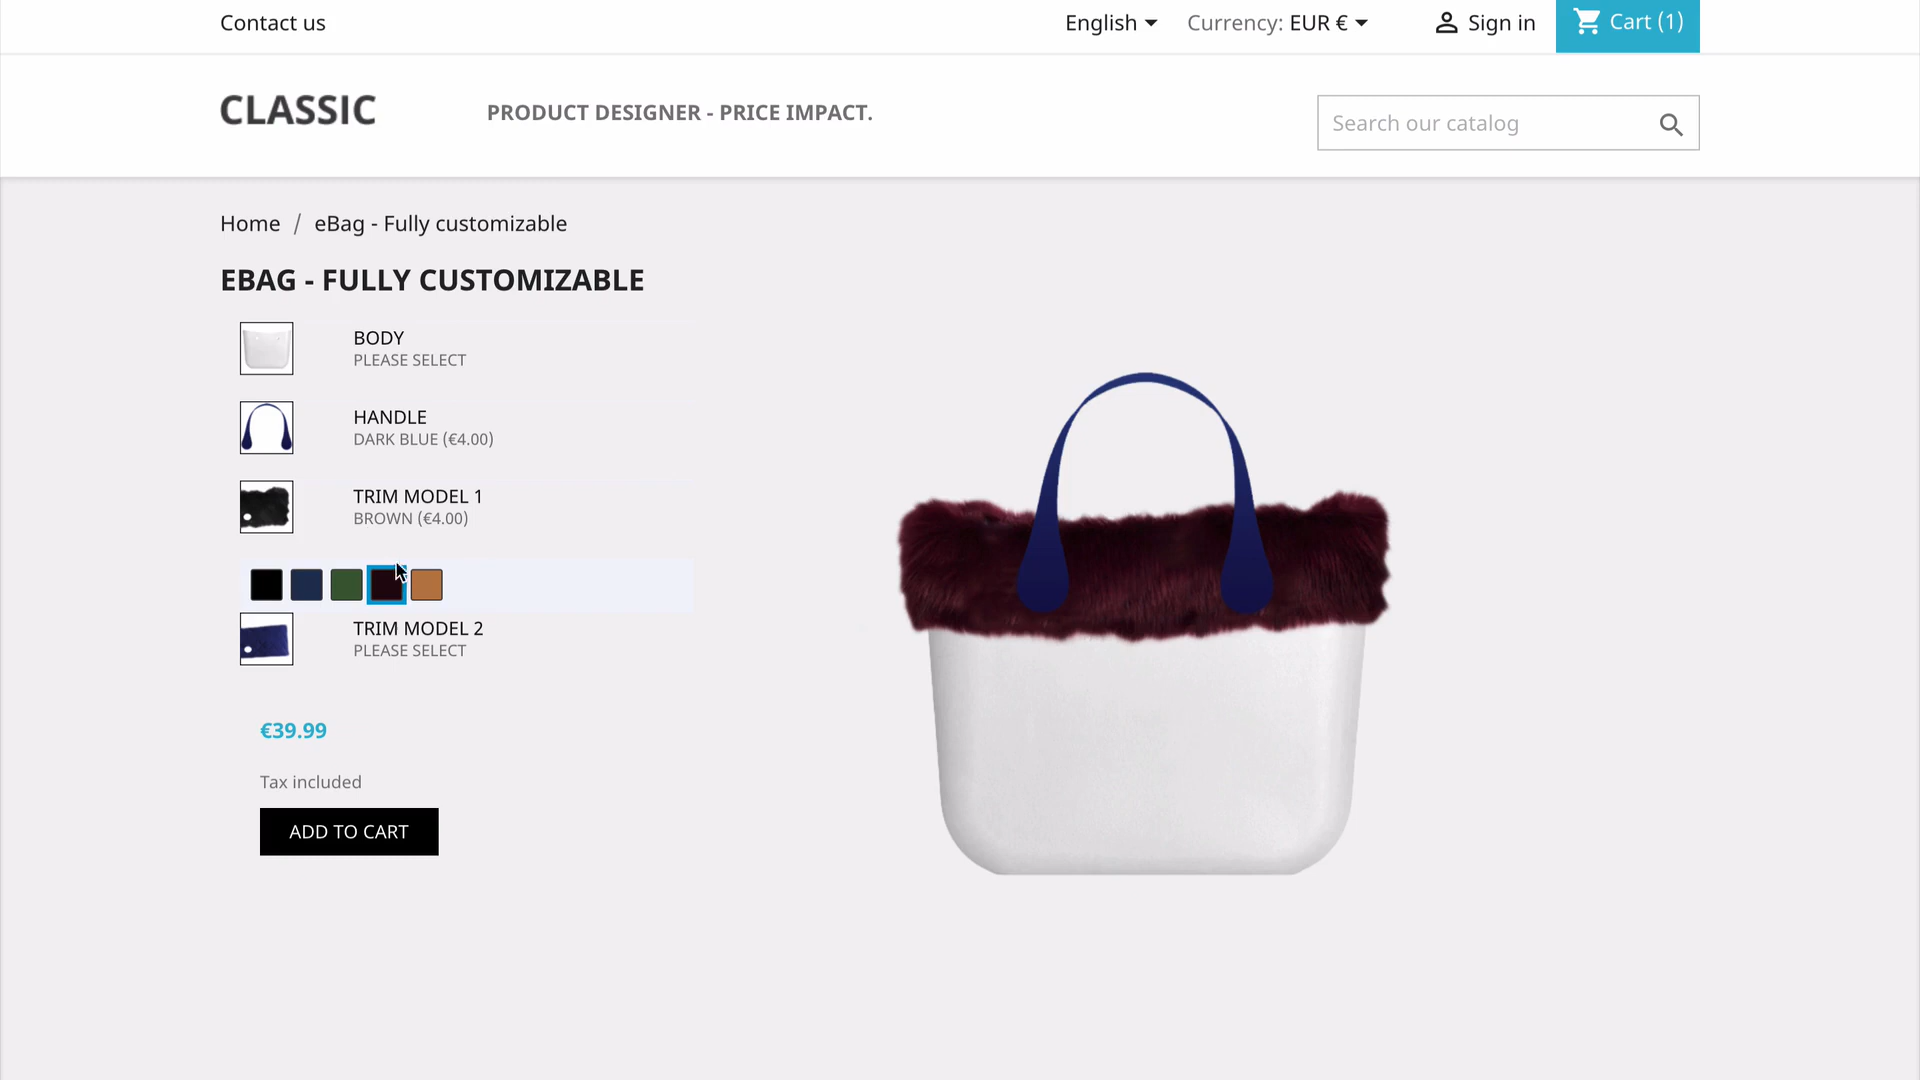 Contact us
English
Currency: EUR €
Sign in
Cart (1)
CLASSIC
PRODUCT DESIGNER - PRICE IMPACT.
Search our catalog
Home / eBag - Fully customizable
EBAG - FULLY CUSTOMIZABLE
BODY
PLEASE SELECT
HANDLE
DARK BLUE (€4.00)
TRIM MODEL 1
BROWN (€4.00)
TRIM MODEL 2
PLEASE SELECT
€39.99
Tax included
ADD TO CART